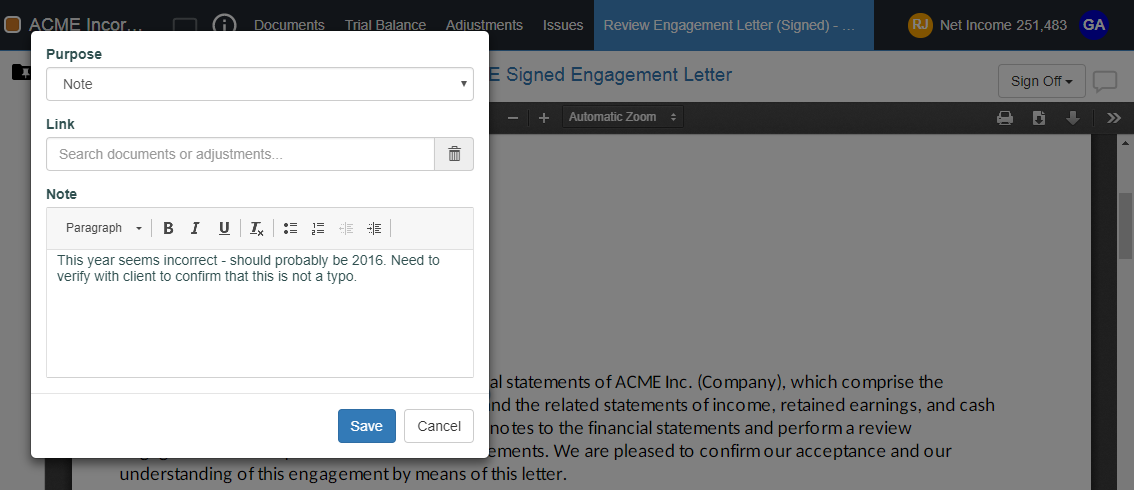 ACME Incor... Documents Trial Balance Adjustments Issues Review Engagement Letter (Signed) - ... RJ Net Income 251,483 GA
E Signed Engagement Letter
Sign Off
Automatic Zoom
Purpose
Note
Link
Search documents or adjustments...
Note
Paragraph B I U Tx
This year seems incorrect - should probably be 2016. Need to
verify with client to confirm that this is not a typo.
Save Cancel
al statements of ACME Inc. (Company), which comprise the
nd the related statements of income, retained earnings, and cash
notes to the financial statements and perform a review
ements. We are pleased to confirm our acceptance and our
understanding of this engagement by means of this letter.